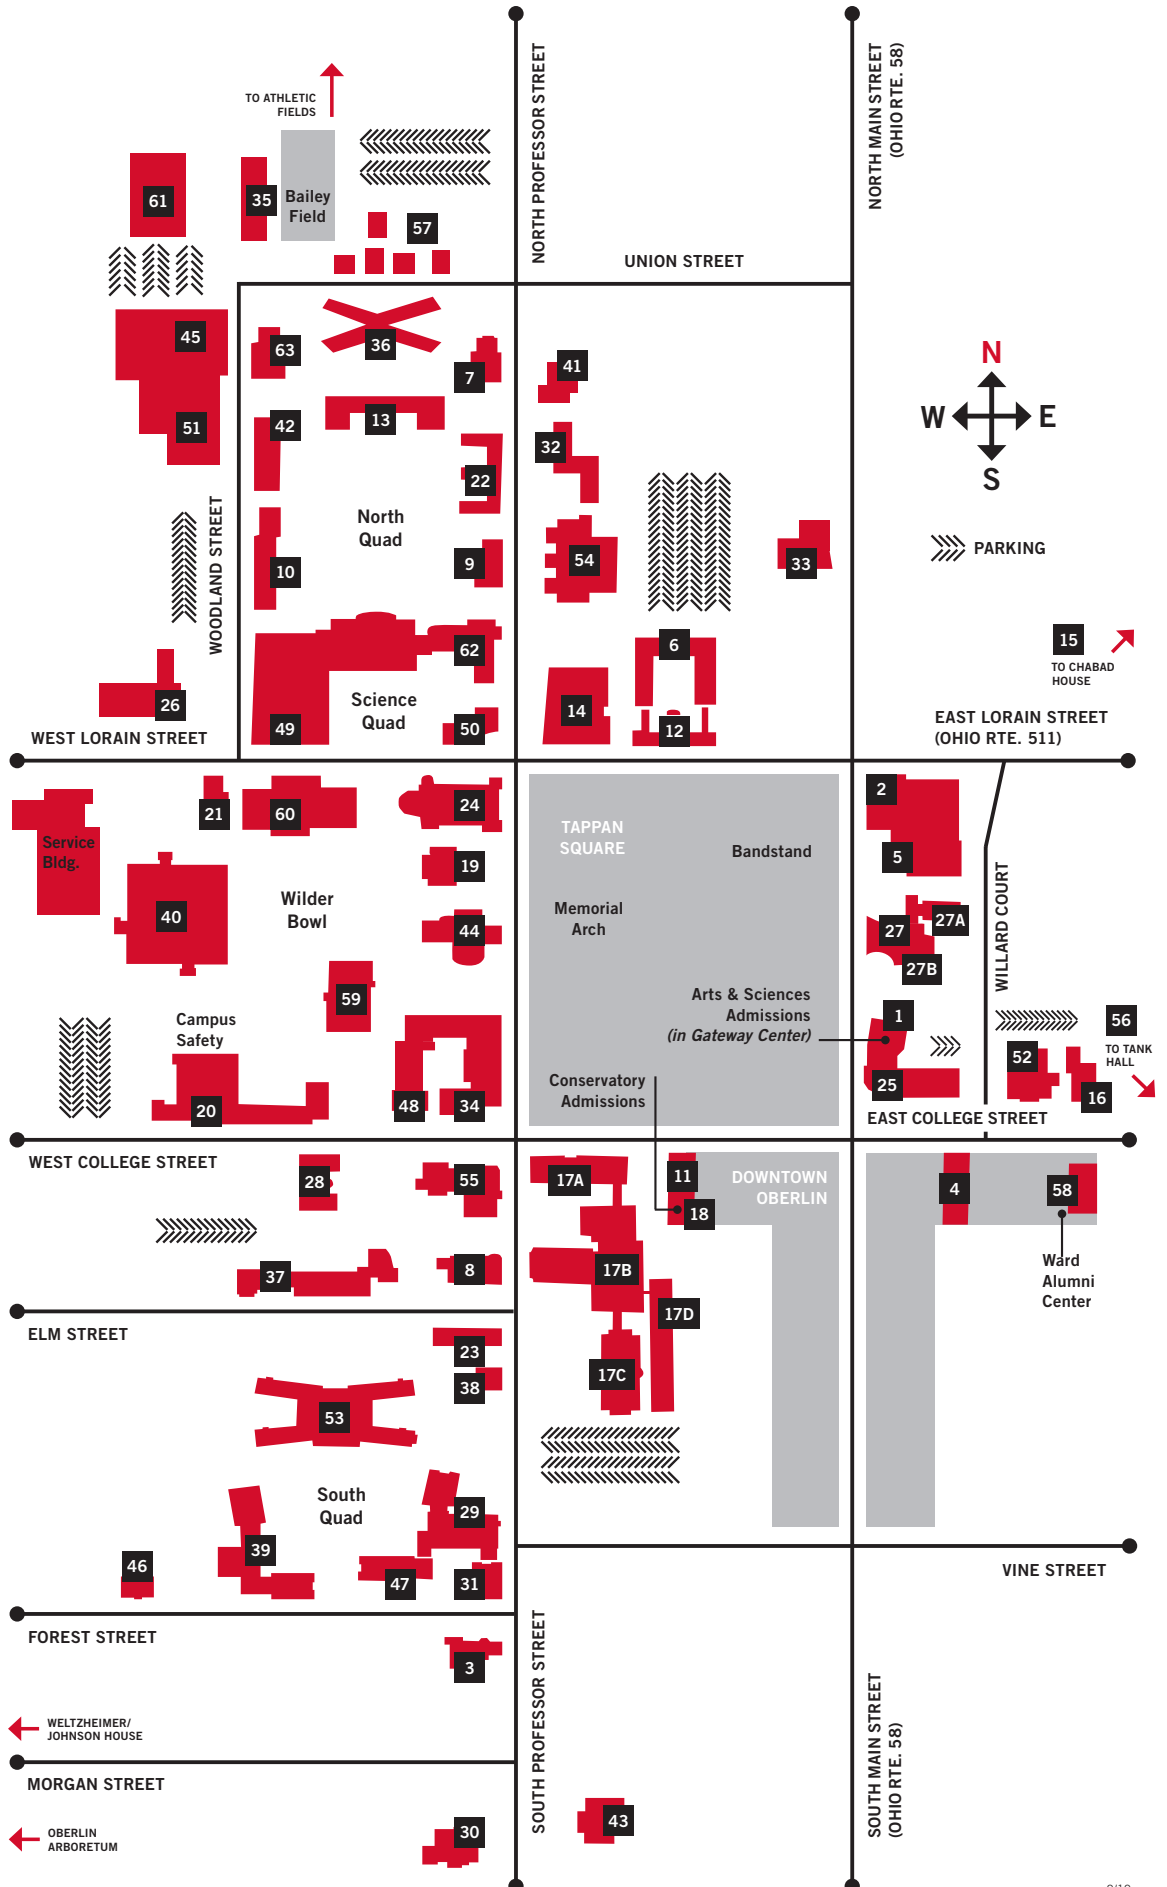 NORTH PROFESSOR STREET
NORTH MAIN STREET
(OHIO RTE. 58)
TO ATHLETIC
FIELDS
61
35
Bailey
Field
57
UNION STREET
45
63
36
7
41
N
W
E
S
51
42
13
32
22
North
Quad
WOODLAND STREET
10
9
54
33
PARKING
15
TO CHABAD
HOUSE
6
62
26
Science
Quad
49
50
14
12
WEST LORAIN STREET
EAST LORAIN STREET
(OHIO RTE. 511)
21
60
24
TAPPAN
SQUARE
Bandstand
2
5
Service
Bldg.
19
40
Wilder
Bowl
44
Memorial
Arch
27
27A
27B
WILLARD COURT
59
Arts & Sciences
Admissions
(in Gateway Center)
1
56
TO TANK
HALL
Campus
Safety
52
16
20
48
34
Conservatory
Admissions
25
EAST COLLEGE STREET
WEST COLLEGE STREET
28
55
17A
11
18
DOWNTOWN
OBERLIN
4
58
37
8
17B
17D
Ward
Alumni
Center
ELM STREET
23
38
17C
53
South
Quad
29
46
39
47
31
VINE STREET
FOREST STREET
3
SOUTH PROFESSOR STREET
SOUTH MAIN STREET
(OHIO RTE. 58)
WELTZHEIMER/
JOHNSON HOUSE
MORGAN STREET
OBERLIN
ARBORETUM
30
43